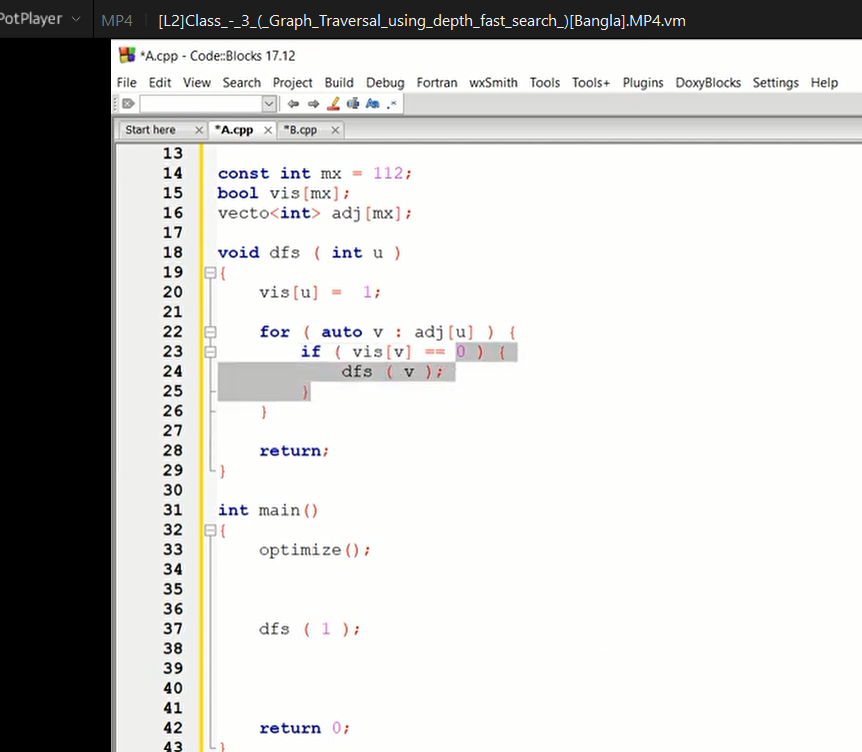 PotPlayer MP4 [L2]Class_-_3_(_Graph_Traversal_using_depth_fast_search_)[Bangla].MP4.vm
*A.cpp - Code::Blocks 17.12
File Edit View Search Project Build Debug Fortran wxSmith Tools Tools+ Plugins DoxyBlocks Settings Help
Start here *A.cpp *B.cpp
13
14 const int mx = 112;
15 bool vis[mx];
16 vecto<int> adj[mx];
17
18 void dfs ( int u )
19 {
20 vis[u] = 1;
21
22 for ( auto v : adj[u] ) {
23 if ( vis[v] == 0 ) {
24 dfs ( v );
25 }
26 }
27
28 return;
29 }
30
31 int main()
32 {
33 optimize();
34
35
36
37 dfs ( 1 );
38
39
40
41
42 return 0;
43 }